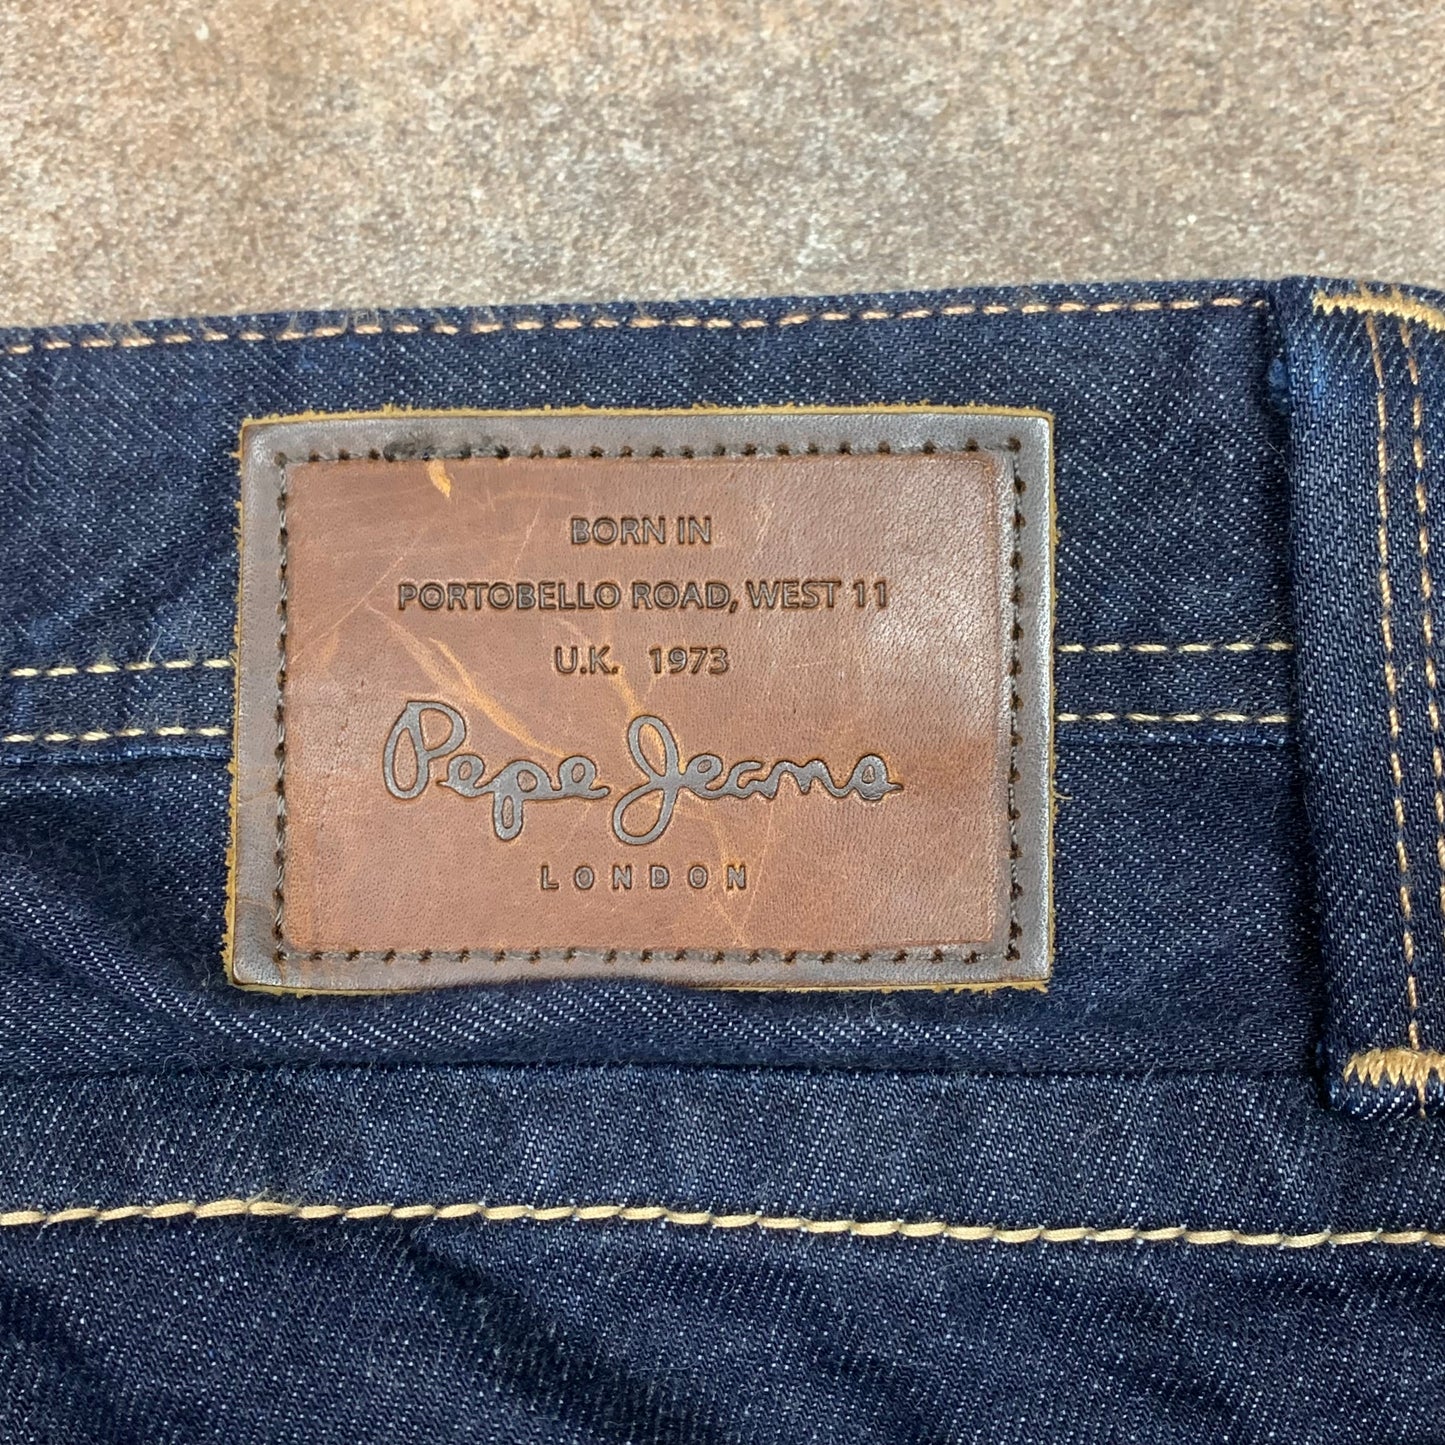 BORN IN
PORTOBELLO ROAD, WEST 11
U.K. 1973
Pepe Jeans
LONDON